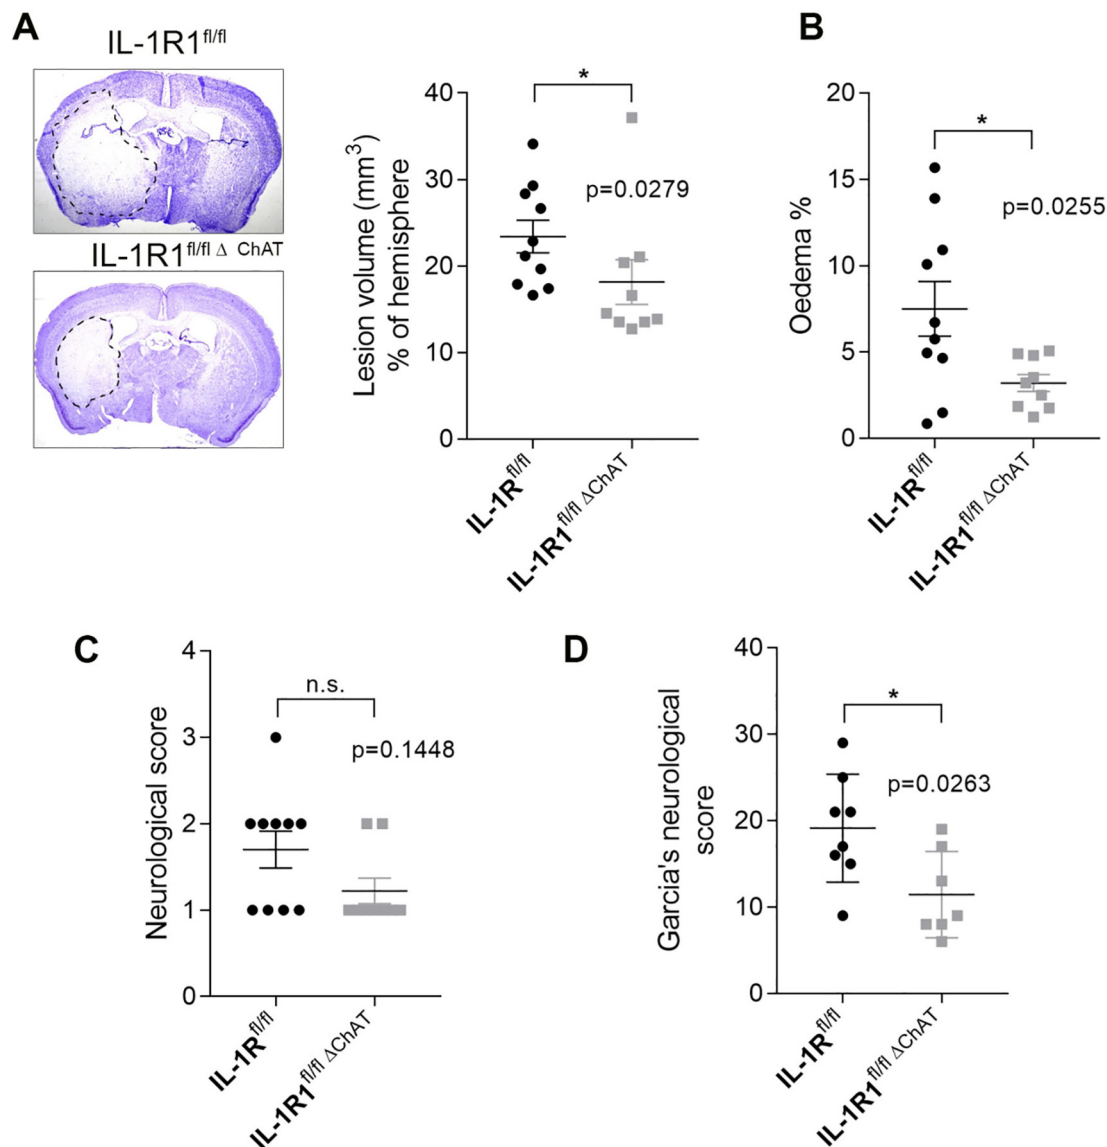 A
IL-1R1fl/fl
IL-1R1fl/fl Δ ChAT
Lesion volume (mm3)
% of hemisphere
40
30
20
10
0
*
p=0.0279
IL-1Rfl/fl
IL-1R1fl/fl ΔChAT
B
Oedema %
20
15
10
5
0
*
p=0.0255
IL-1Rfl/fl
IL-1R1fl/fl ΔChAT
C
Neurological score
4
3
2
1
0
n.s.
p=0.1448
IL-1Rfl/fl
IL-1R1fl/fl ΔChAT
D
Garcia's neurological
score
40
30
20
10
0
*
p=0.0263
IL-1Rfl/fl
IL-1R1fl/fl ΔChAT